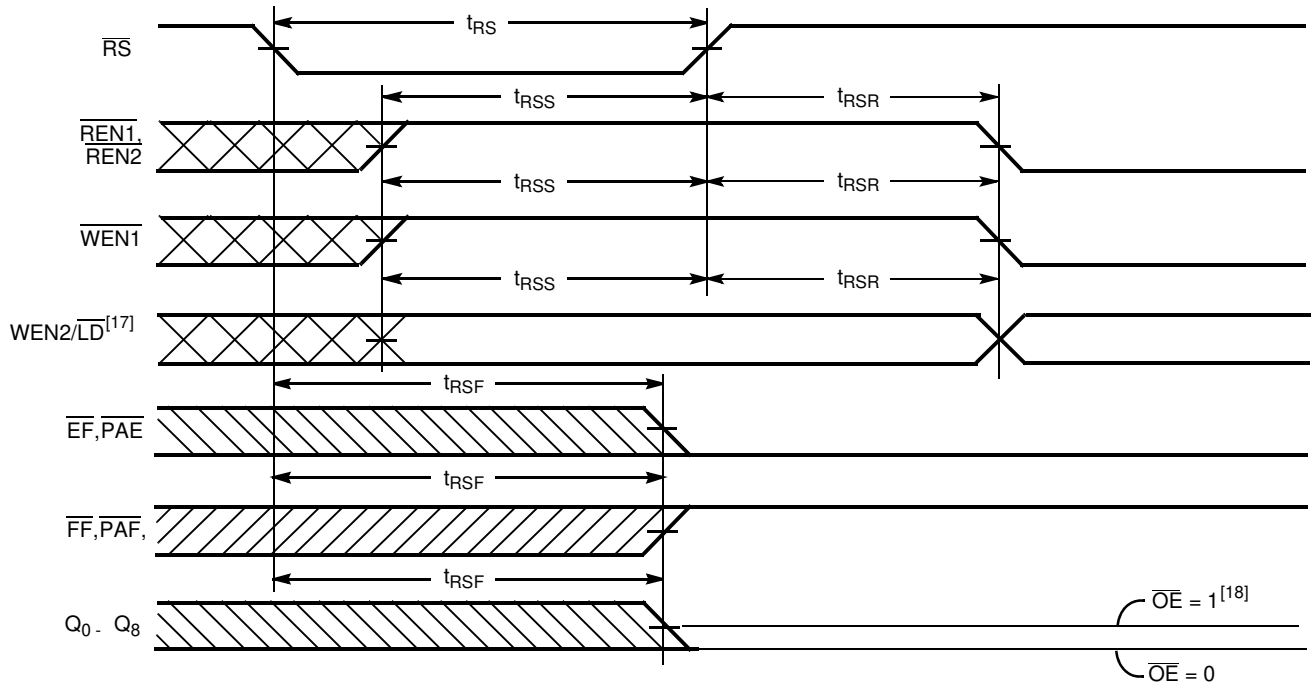 tRS
RS
tRSS tRSR
REN1,
REN2
tRSS tRSR
WEN1
tRSS tRSR
WEN2/LD[17]
tRSF
EF,PAE
tRSF
FF,PAF,
tRSF
OE = 1[18]
Q0 - Q8
OE = 0